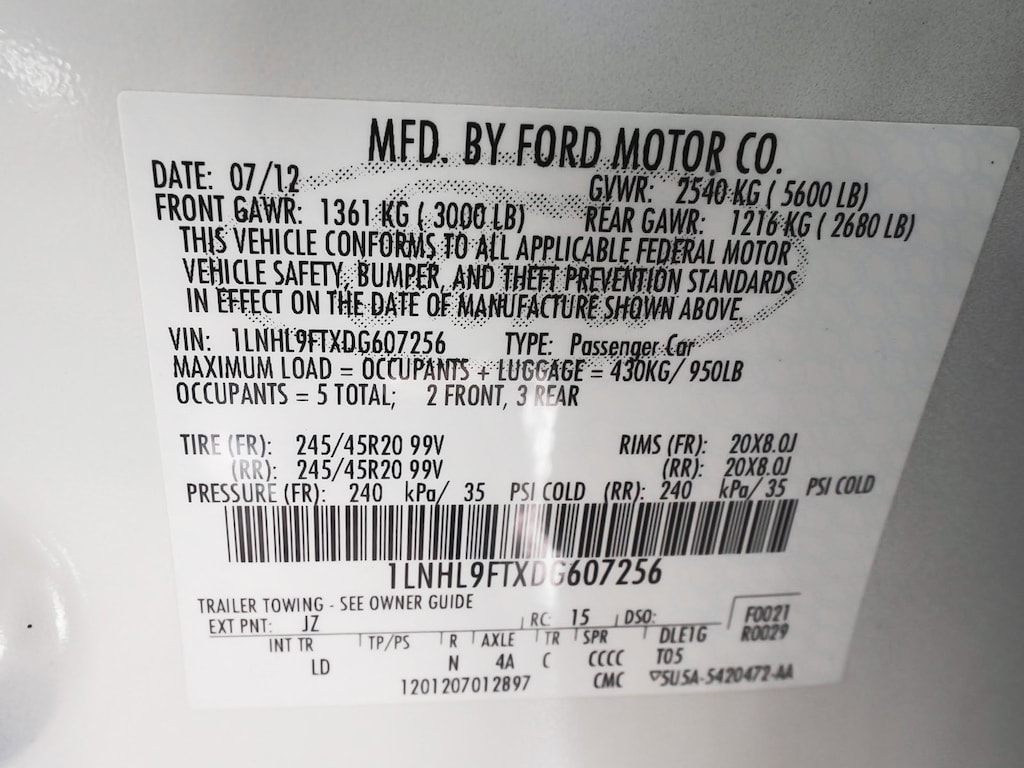 MFD. BY FORD MOTOR CO.
DATE: 07/12 GVWR: 2540 KG ( 5600 LB)
FRONT GAWR: 1361 KG ( 3000 LB) REAR GAWR: 1216 KG ( 2680 LB)
THIS VEHICLE CONFORMS TO ALL APPLICABLE FEDERAL MOTOR
VEHICLE SAFETY, BUMPER, AND THEFT PREVENTION STANDARDS
IN EFFECT ON THE DATE OF MANUFACTURE SHOWN ABOVE.
VIN: 1LNHL9FTXDG607256 TYPE: Passenger Car
MAXIMUM LOAD = OCCUPANTS + LUGGAGE = 430KG/ 950LB
OCCUPANTS = 5 TOTAL; 2 FRONT, 3 REAR
TIRE (FR): 245/45R20 99V RIMS (FR): 20X8.0J
(RR): 245/45R20 99V (RR): 20X8.0J
PRESSURE (FR): 240 kPa/ 35 PSI COLD (RR): 240 kPa/ 35 PSI COLD
1LNHL9FTXDG607256
TRAILER TOWING - SEE OWNER GUIDE
EXT PNT: JZ RC: 15 DSO: F0021
INT TR TP/PS R AXLE TR SPR DLE1G R0029
LD N 4A C CCCC T05
1201207012897 CMC ▽5U5A-5420472-AA